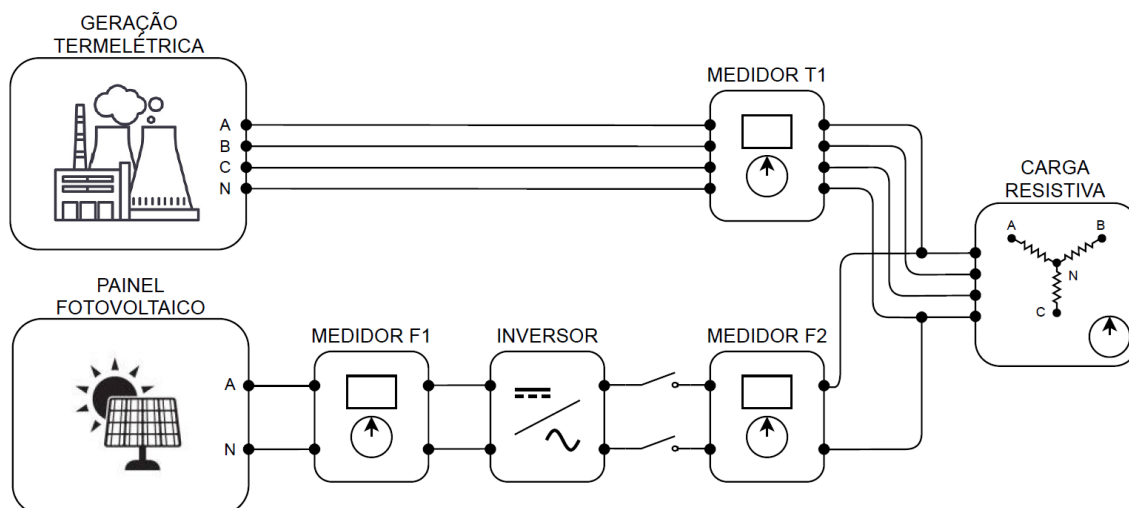 GERAÇÃO
TERMELÉTRICA
A
B
C
N
MEDIDOR T1
CARGA
RESISTIVA
A
B
N
C
PAINEL
FOTOVOLTAICO
A
N
MEDIDOR F1
INVERSOR
MEDIDOR F2